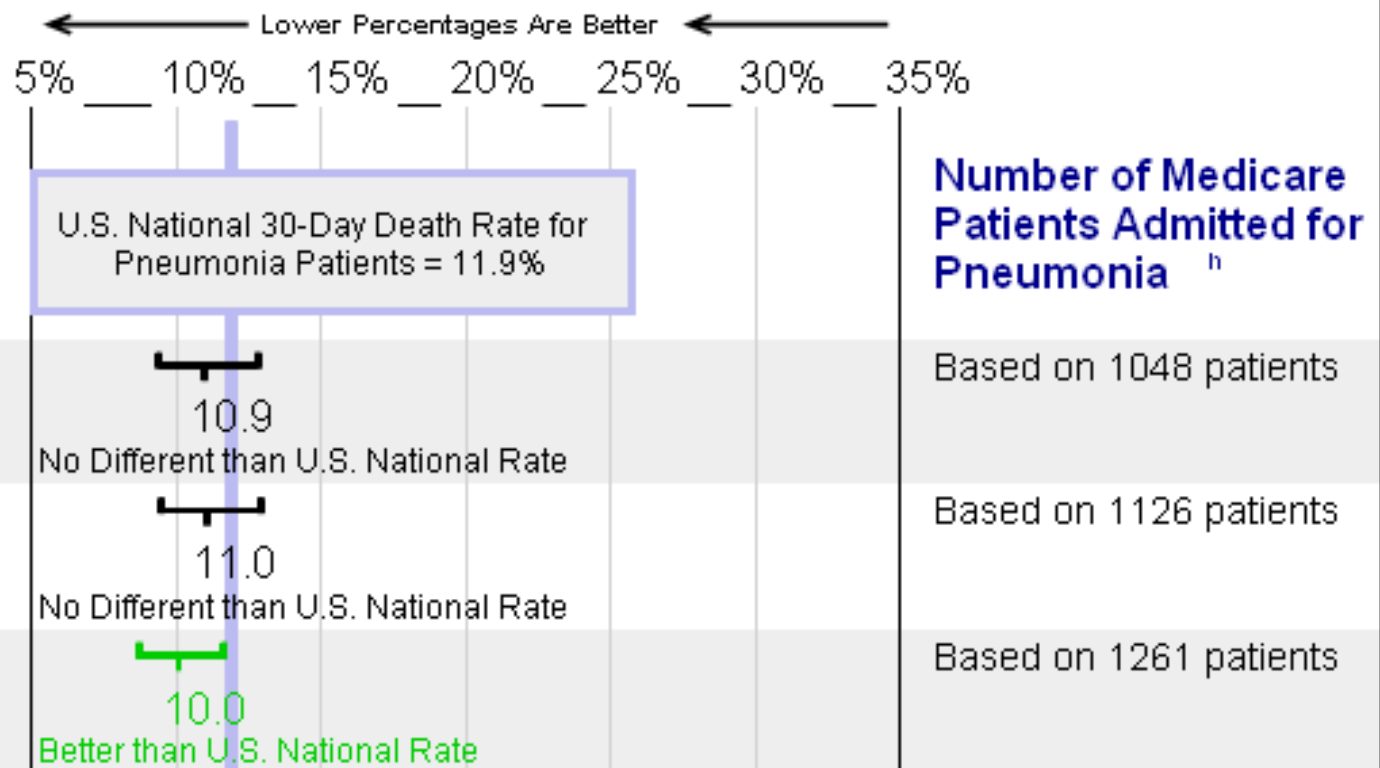 Lower Percentages Are Better
5% 10% 15% 20% 25% 30% 35%
U.S. National 30-Day Death Rate for
Pneumonia Patients = 11.9%
Number of Medicare
Patients Admitted for
Pneumonia h
Based on 1048 patients
10.9
No Different than U.S. National Rate
Based on 1126 patients
11.0
No Different than U.S. National Rate
Based on 1261 patients
10.0
Better than U.S. National Rate